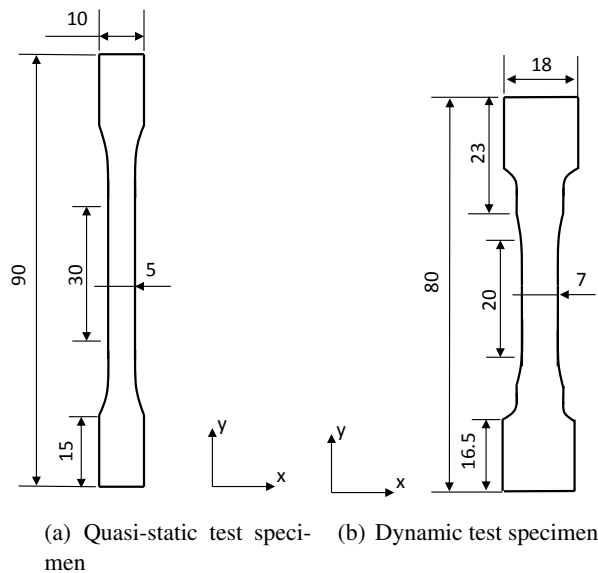 10
90
30
5
15
y
x
18
23
80
20
7
16.5
y
x
(a) Quasi-static test speci-
men
(b) Dynamic test specimen